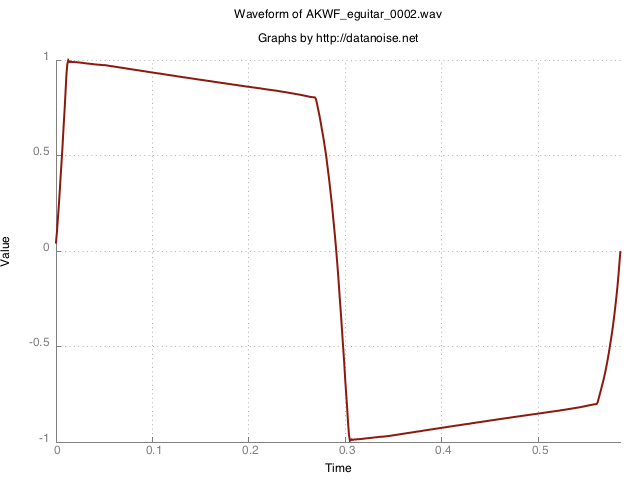 Waveform of AKWF_eguitar_0002.wav
Graphs by http://datanoise.net
1
0.5
0
-0.5
-1
Value
0 0.1 0.2 0.3 0.4 0.5
Time